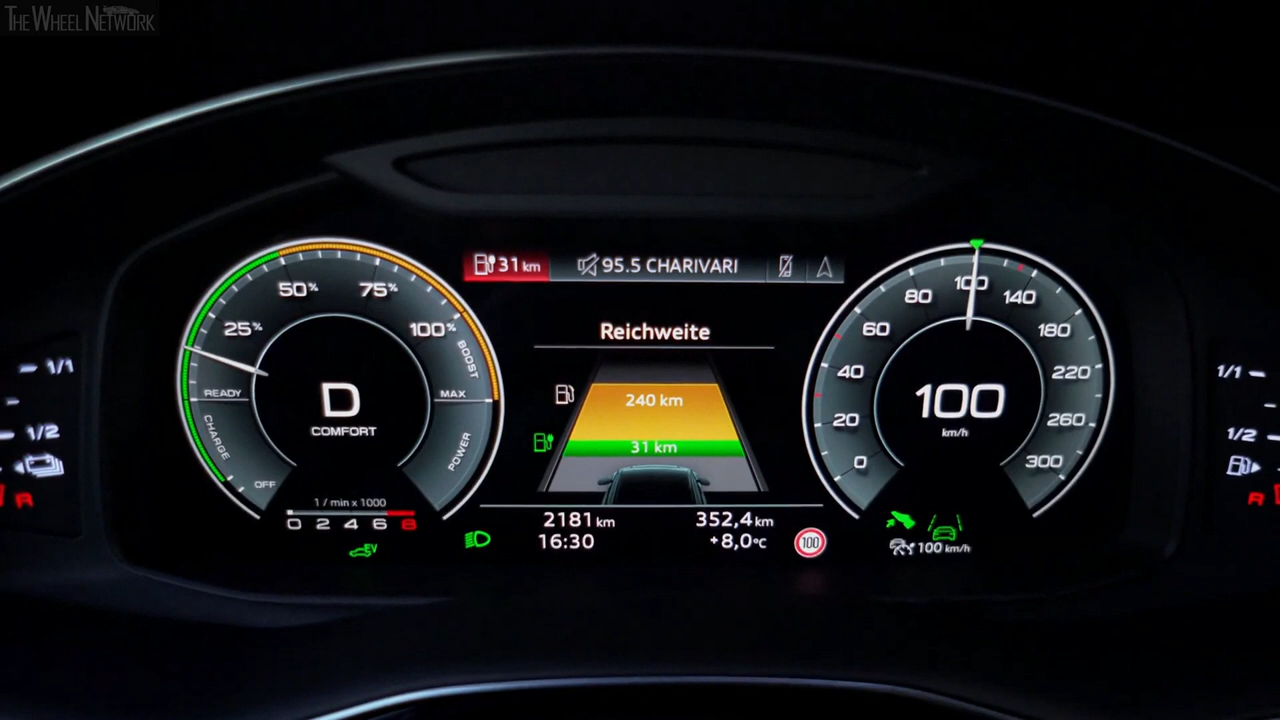 THE WHEEL NETWORK
31 km
95.5 CHARIVARI
50%
75%
25%
100%
BOOST
READY
MAX
CHARGE
POWER
OFF
D
COMFORT
1 / min x 1000
0 2 4 6 8
EV
Reichweite
240 km
31 km
2181 km
352,4 km
16:30
+8,0 °C
100
0
20
40
60
80
100
140
180
220
260
300
100
km/h
100 km/h
1/1
1/2
R
1/1
1/2
R